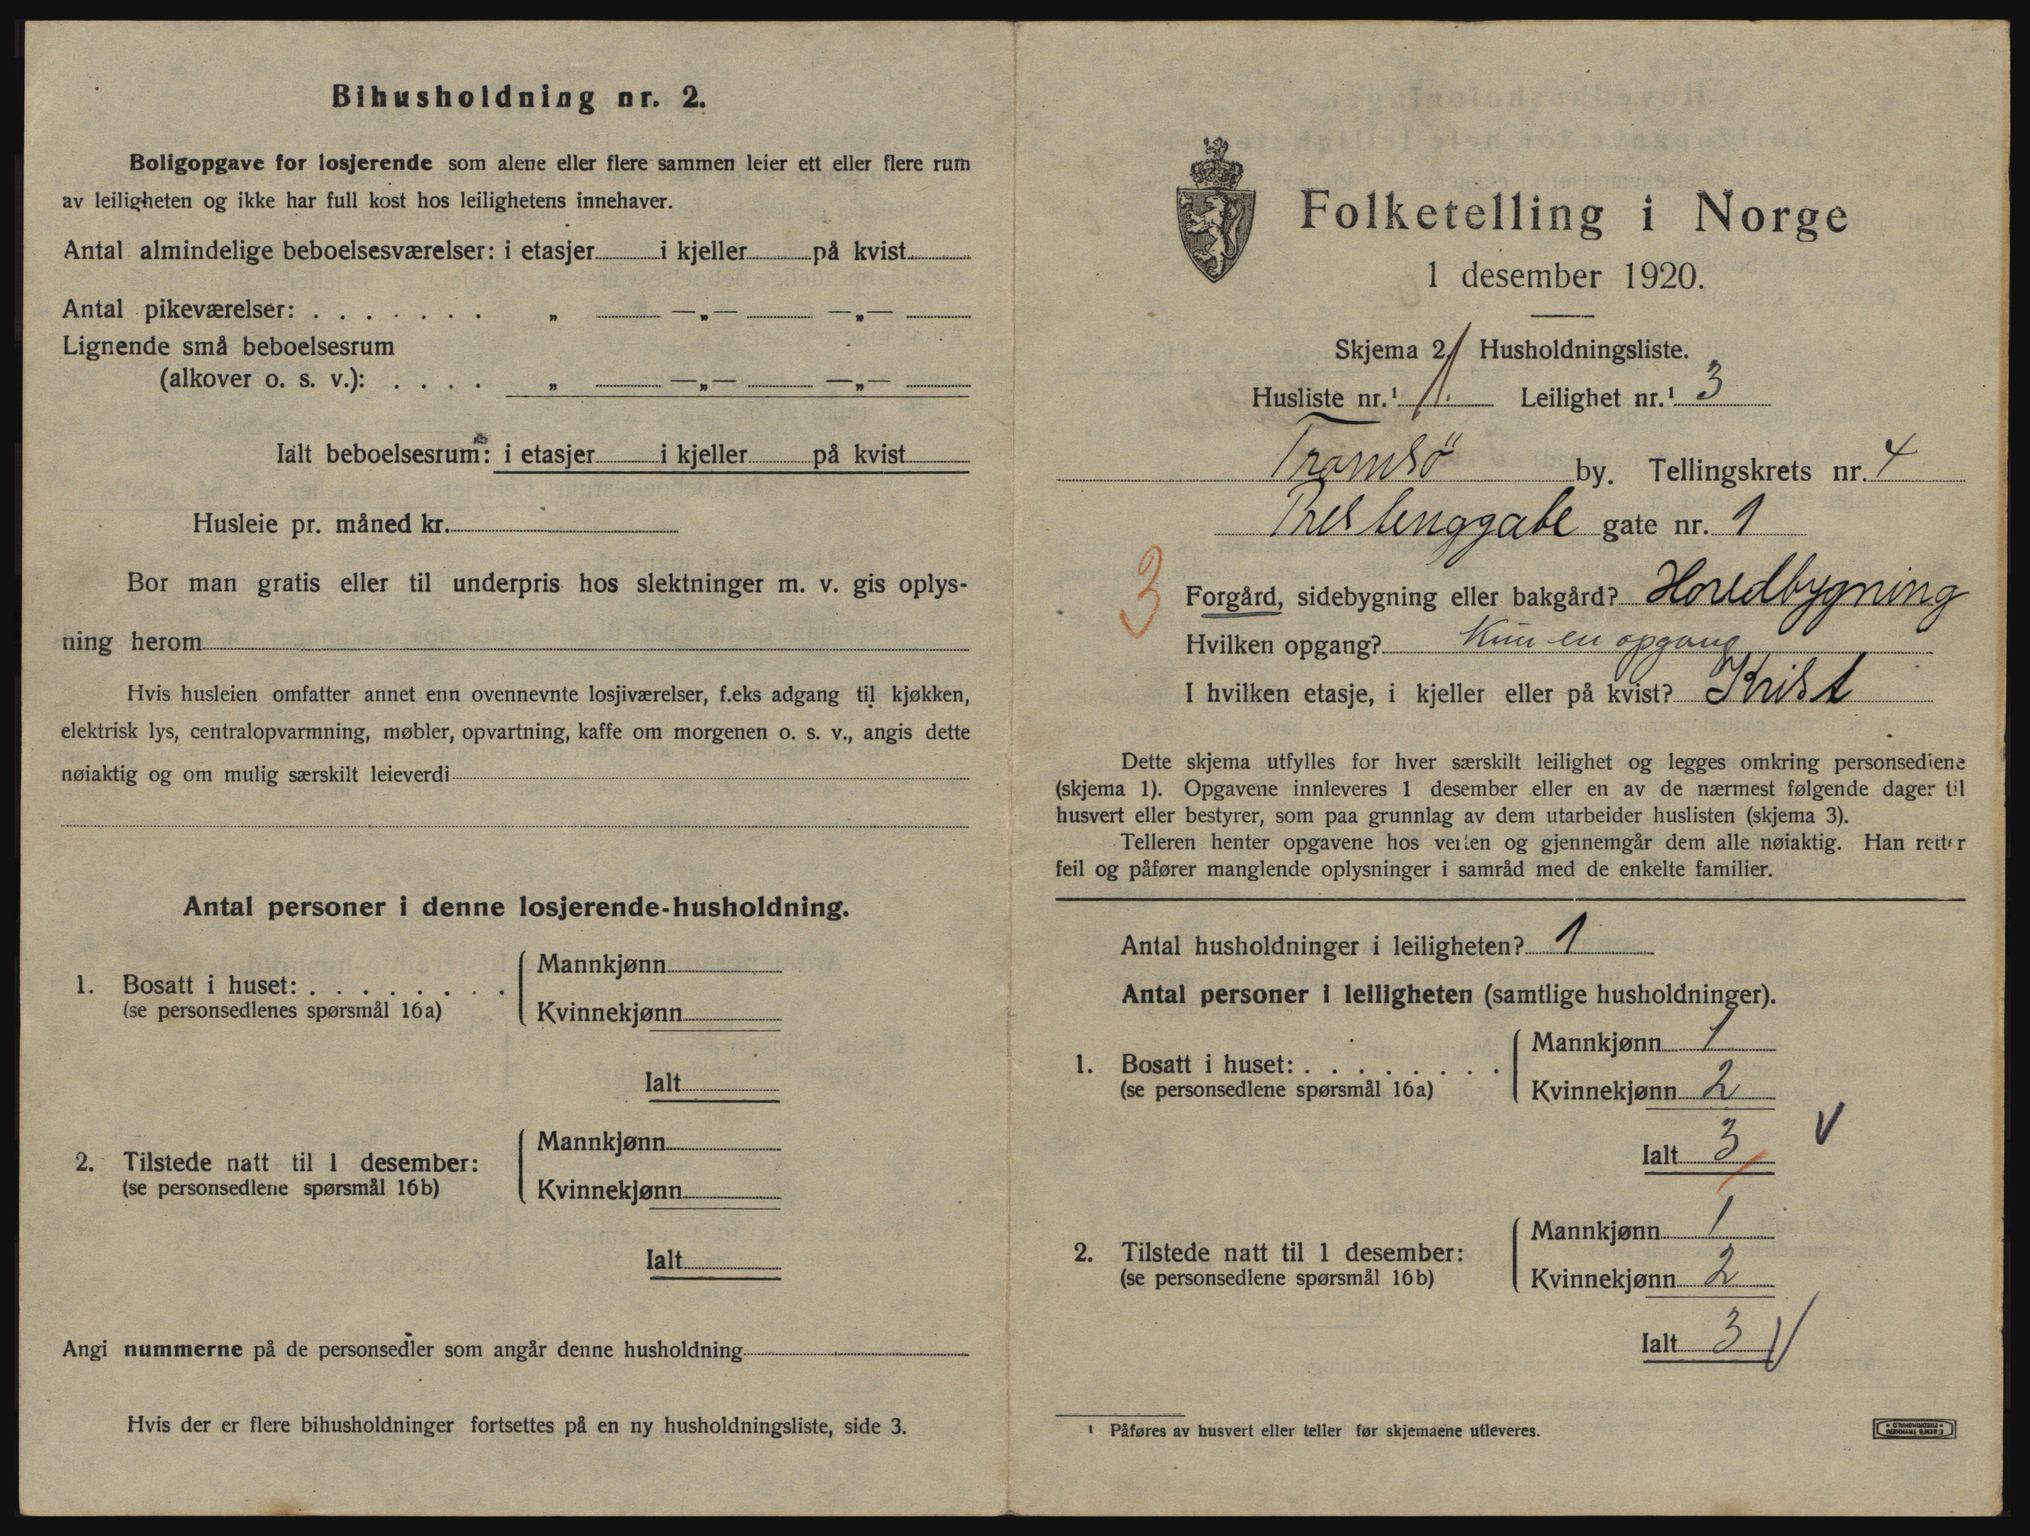 Bihusholdning nr. 2.
Boligopgave for losjerende som alene eller flere sammen leier ett eller flere rum
av leiligheten og ikke har full kost hos leilighetens innehaver.
Antal almindelige beboelsesværelser: i etasjer i kjeller på kvist
Antal pikeværelser: . . . . . . . „ —„— —„—
Lignende små beboelsesrum
(alkover o. s. v.): . . . . „ —„— —„—
Ialt beboelsesrum: i etasjer i kjeller på kvist
Husleie pr. måned kr.
Bor man gratis eller til underpris hos slektninger m. v. gis oplys-
ning herom
Hvis husleien omfatter annet enn ovennevnte losjiværelser, f.eks adgang til kjøkken,
elektrisk lys, centralopvarmning, møbler, opvartning, kaffe om morgenen o. s. v., angis dette
nøiaktig og om mulig særskilt leieverdi
Antal personer i denne losjerende-husholdning.
1. Bosatt i huset: . . . . . . . .
(se personsedlenes spørsmål 16a)
Mannkjønn
Kvinnekjønn
Ialt
2. Tilstede natt til 1 desember:
(se personsedlene spørsmål 16b)
Mannkjønn
Kvinnekjønn
Ialt
Angi nummerne på de personsedler som angår denne husholdning
Hvis der er flere bihusholdninger fortsettes på en ny husholdningsliste, side 3.
Folketelling i Norge
1 desember 1920.
Skjema 2 Husholdningsliste.
Husliste nr.¹ 1. Leilighet nr.¹ 3
Tromsö by. Tellingskrets nr. 4
Prestenggate gate nr. 1
3
Forgård, sidebygning eller bakgård? Hovedbygning
Hvilken opgang? Kun en opgang
I hvilken etasje, i kjeller eller på kvist? Kvist
Dette skjema utfylles for hver særskilt leilighet og legges omkring personsedlene
(skjema 1). Opgavene innleveres 1 desember eller en av de nærmest følgende dager til
husvert eller bestyrer, som paa grunnlag av dem utarbeider huslisten (skjema 3).
Telleren henter opgavene hos verten og gjennemgår dem alle nøiaktig. Han retter
feil og påfører manglende oplysninger i samråd med de enkelte familier.
Antal husholdninger i leiligheten? 1
Antal personer i leiligheten (samtlige husholdninger).
1. Bosatt i huset: . . . . . . . .
(se personsedlene spørsmål 16a)
Mannkjønn 1
Kvinnekjønn 2
Ialt 3
2. Tilstede natt til 1 desember:
(se personsedlene spørsmål 16b)
Mannkjønn 1
Kvinnekjønn 2
Ialt 3
¹ Påføres av husvert eller teller før skjemaene utleveres.